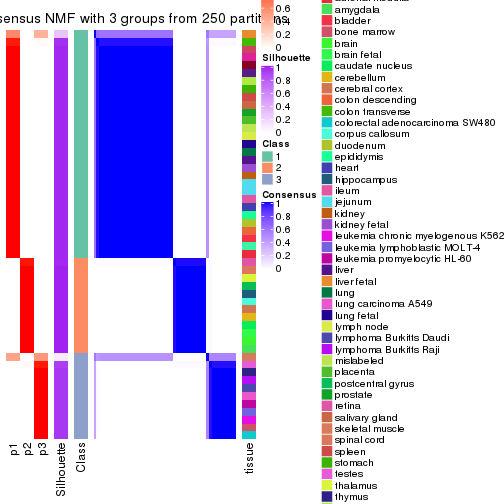 sensus NMF with 3 groups from 250 partitions
0.6
0.4
Silhouette
1
0.8
0.6
0.4
0.2
0
Class
1
2
3
Consensus
1
0.8
0.6
0.4
0.2
0
amygdala
bladder
bone marrow
brain
brain fetal
caudate nucleus
cerebellum
cerebral cortex
colon descending
colon transverse
colorectal adenocarcinoma SW480
corpus callosum
duodenum
epididymis
heart
hippocampus
ileum
jejunum
kidney
kidney fetal
leukemia chronic myelogenous K562
leukemia lymphoblastic MOLT-4
leukemia promyelocytic HL-60
liver
liver fetal
lung
lung carcinoma A549
lung fetal
lymph node
lymphoma Burkitts Daudi
lymphoma Burkitts Raji
mislabeled
placenta
postcentral gyrus
prostate
retina
salivary gland
skeletal muscle
spinal cord
spleen
stomach
testes
thalamus
thymus
p1
p2
p3
Silhouette
Class
tissue